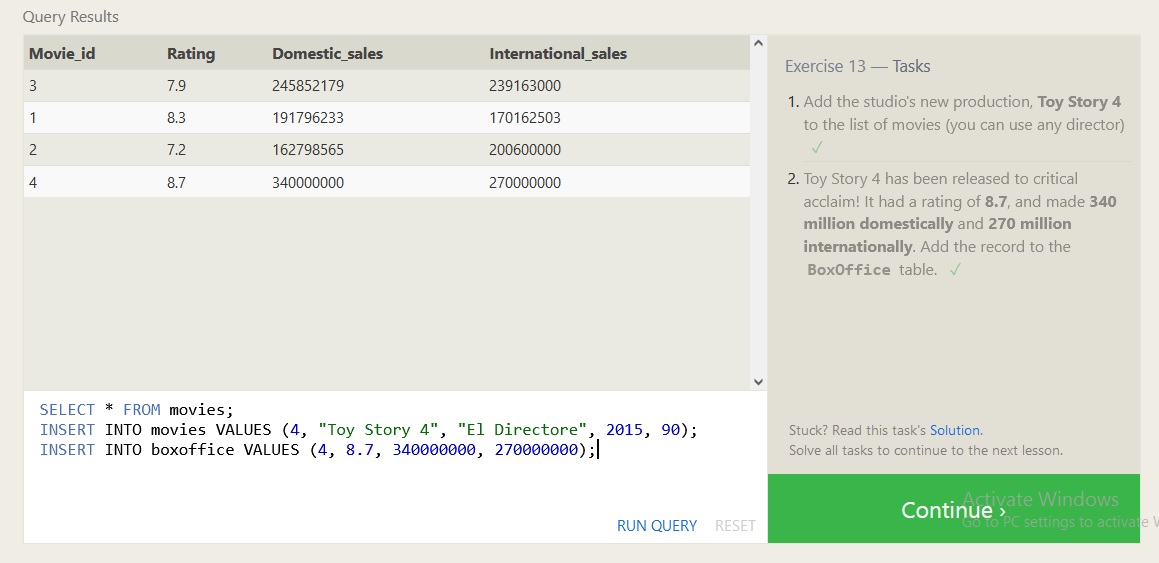 Query Results
Movie_id Rating Domestic_sales International_sales
3 7.9 245852179 239163000
1 8.3 191796233 170162503
2 7.2 162798565 200600000
4 8.7 340000000 270000000
SELECT * FROM movies;
INSERT INTO movies VALUES (4, "Toy Story 4", "El Directore", 2015, 90);
INSERT INTO boxoffice VALUES (4, 8.7, 340000000, 270000000);
RUN QUERY RESET
Exercise 13 — Tasks
1. Add the studio's new production, Toy Story 4
to the list of movies (you can use any director)
✓
2. Toy Story 4 has been released to critical
acclaim! It had a rating of 8.7, and made 340
million domestically and 270 million
internationally. Add the record to the
BoxOffice table. ✓
Stuck? Read this task's Solution.
Solve all tasks to continue to the next lesson.
Continue ›
Activate Windows
Go to PC settings to activate W